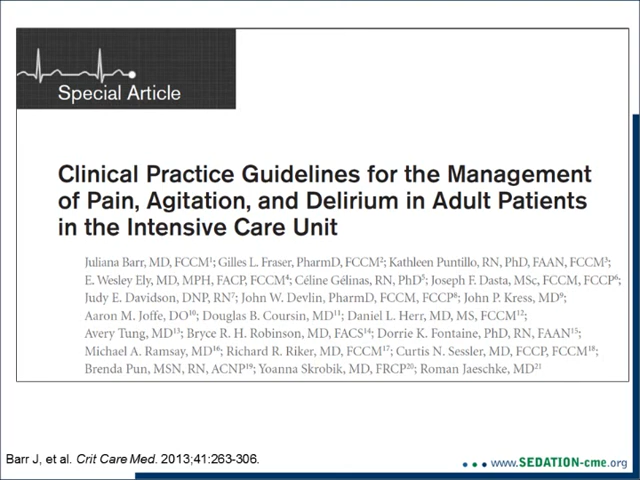 Special Article
Clinical Practice Guidelines for the Management
of Pain, Agitation, and Delirium in Adult Patients
in the Intensive Care Unit
Juliana Barr, MD, FCCM¹; Gilles L. Fraser, PharmD, FCCM²; Kathleen Puntillo, RN, PhD, FAAN, FCCM³;
E. Wesley Ely, MD, MPH, FACP, FCCM⁴; Céline Gélinas, RN, PhD⁵; Joseph F. Dasta, MSc, FCCM, FCCP⁶;
Judy E. Davidson, DNP, RN⁷; John W. Devlin, PharmD, FCCM, FCCP⁸; John P. Kress, MD⁹;
Aaron M. Joffe, DO¹⁰; Douglas B. Coursin, MD¹¹; Daniel L. Herr, MD, MS, FCCM¹²;
Avery Tung, MD¹³; Bryce R. H. Robinson, MD, FACS¹⁴; Dorrie K. Fontaine, PhD, RN, FAAN¹⁵;
Michael A. Ramsay, MD¹⁶; Richard R. Riker, MD, FCCM¹⁷; Curtis N. Sessler, MD, FCCP, FCCM¹⁸;
Brenda Pun, MSN, RN, ACNP¹⁹; Yoanna Skrobik, MD, FRCP²⁰; Roman Jaeschke, MD²¹
Barr J, et al. Crit Care Med. 2013;41:263-306.
www.SEDATION-cme.org